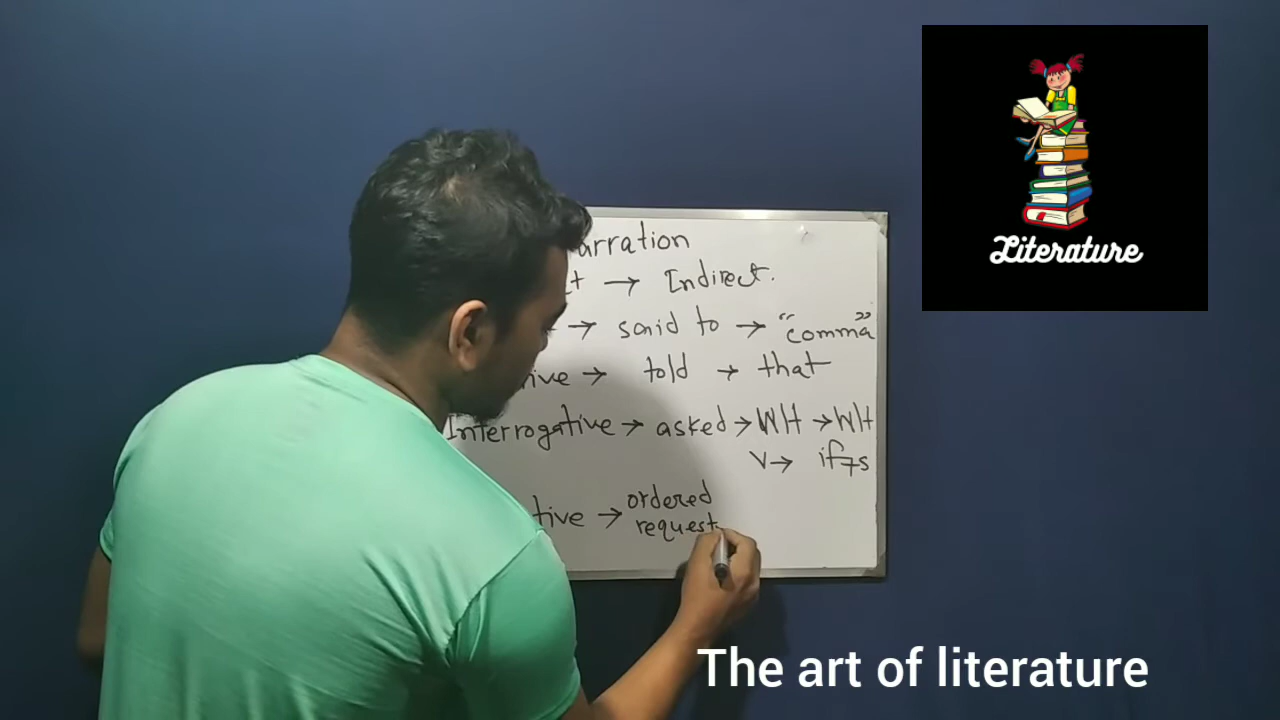 arration
→ Indirect.
→ said to → "comma"
ive → told → that
Interrogative → asked → WH → WH
V →
tive → ordered
request
Literature
The art of literature